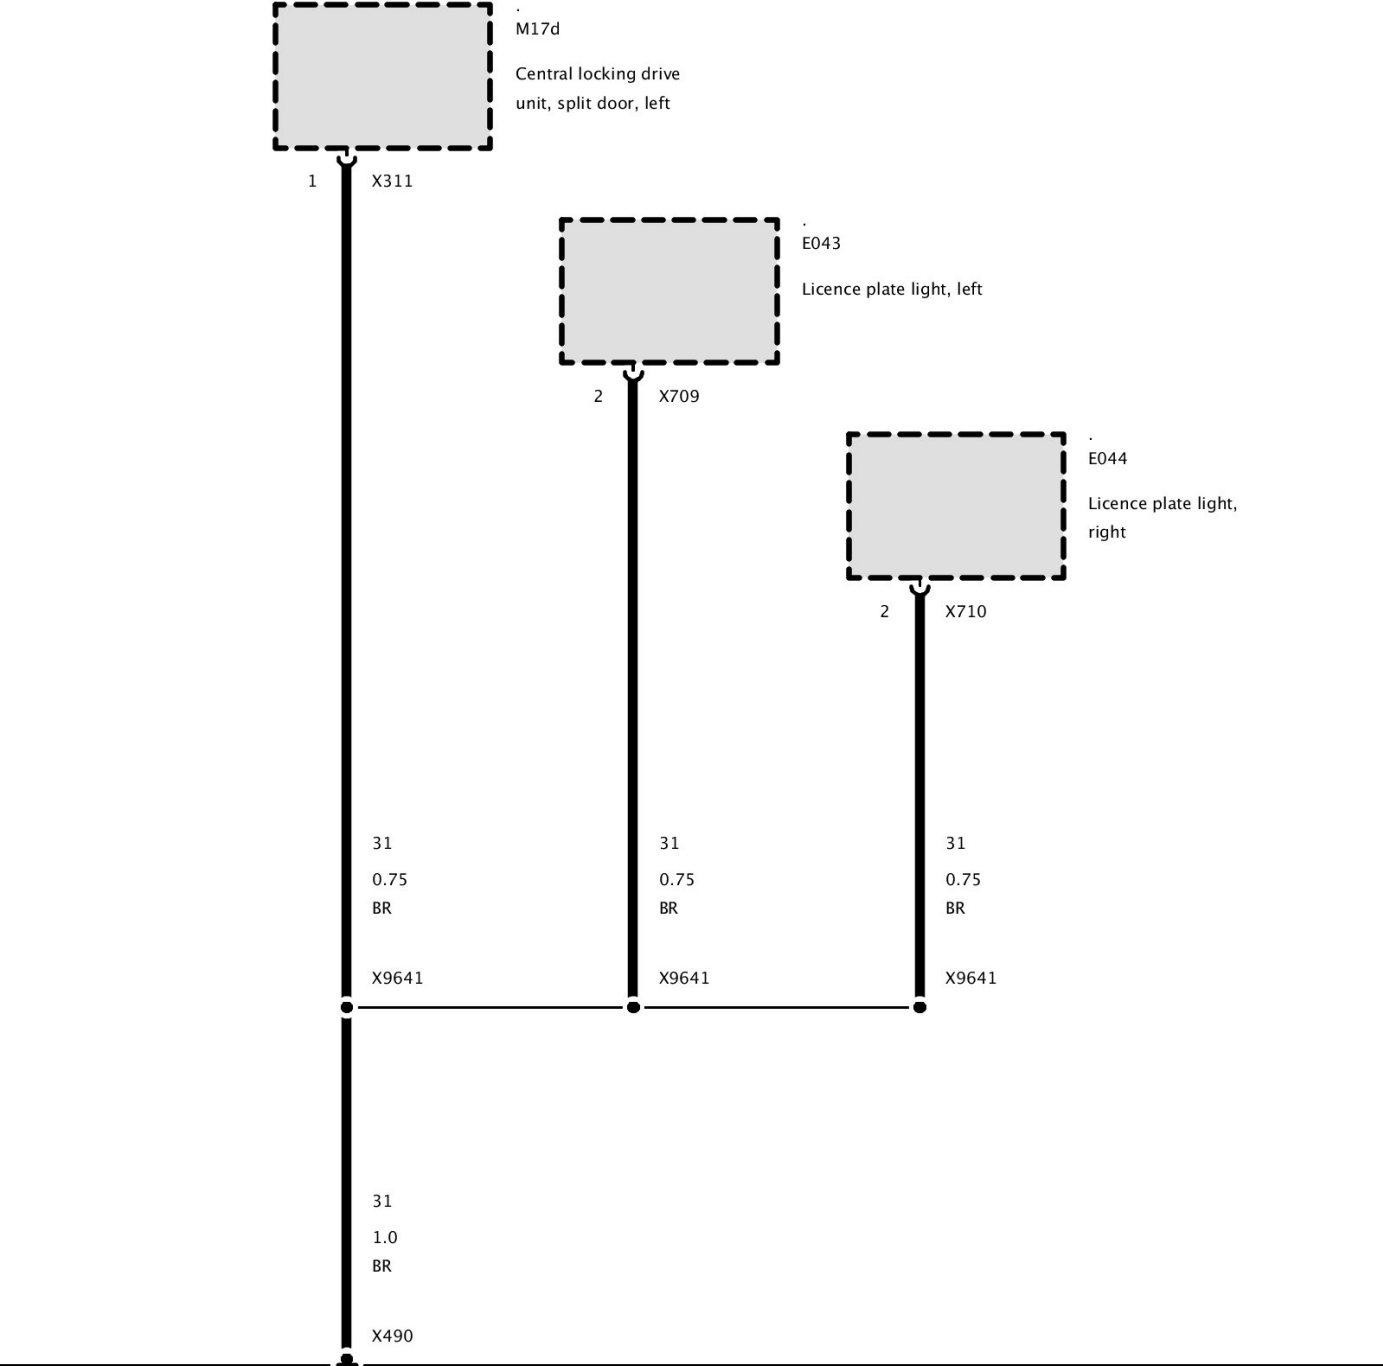 .
M17d
Central locking drive
unit, split door, left
1 X311
.
E043
Licence plate light, left
2 X709
.
E044
Licence plate light,
right
2 X710
31 31 31
0.75 0.75 0.75
BR BR BR
X9641 X9641 X9641
31
1.0
BR
X490